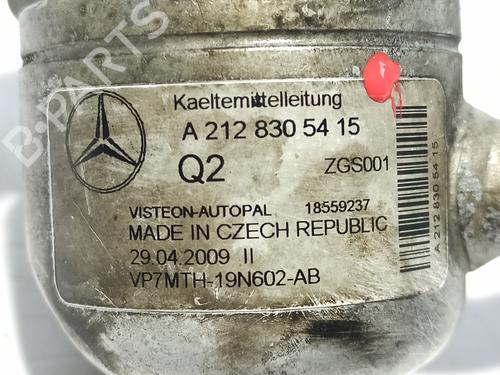 Kaeltemittelleitung
A 212 830 54 15
Q2
ZGS001
VISTEON-AUTOPAL 18559237
MADE IN CZECH REPUBLIC
29.04.2009 II
VP7MTH-19N602-AB
A 212 830 54 15
B-PARTS